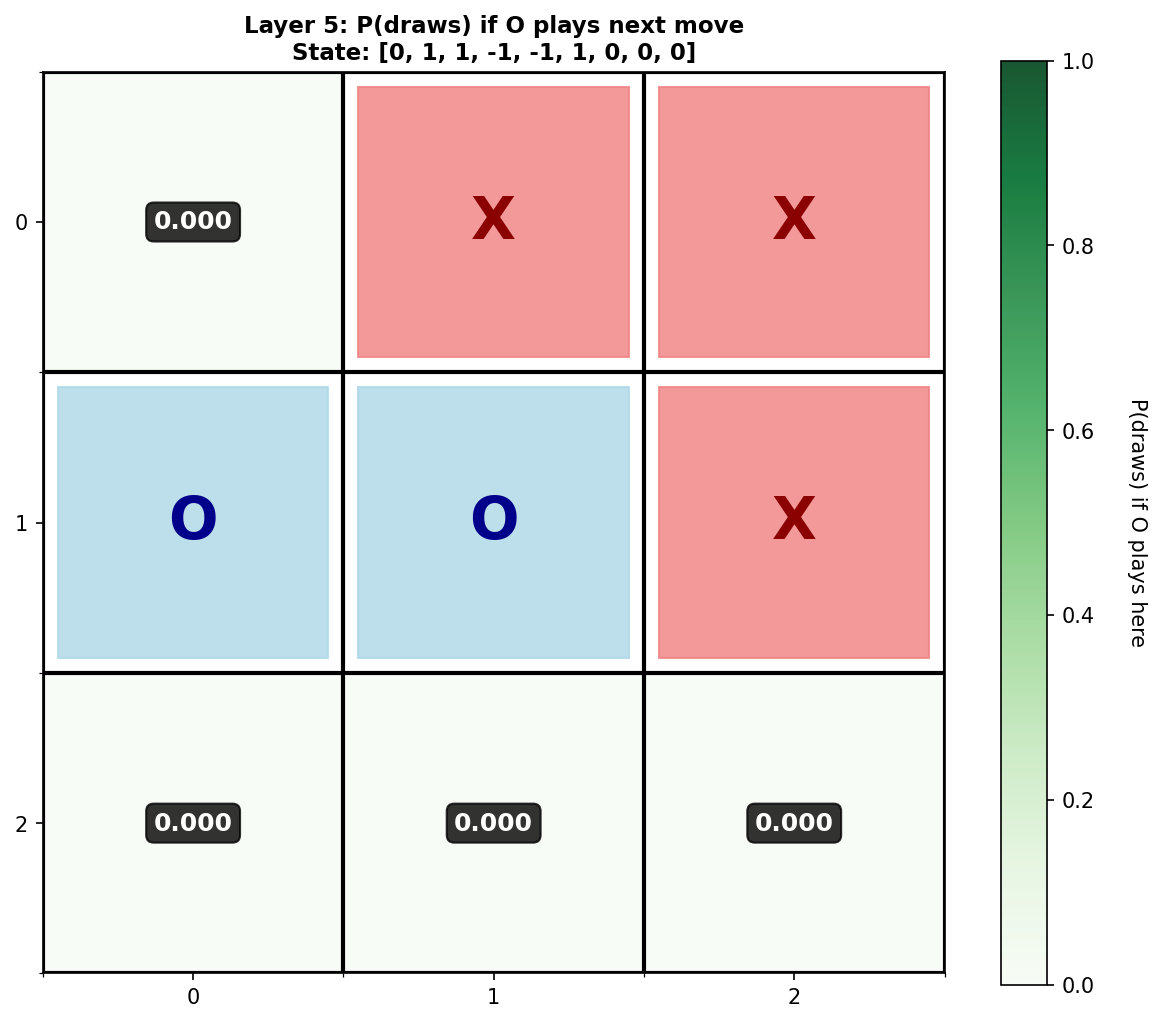 Layer 5: P(draws) if O plays next move
State: [0, 1, 1, -1, -1, 1, 0, 0, 0]
0
0.000
X
X
1
O
O
X
2
0.000
0.000
0.000
0
1
2
1.0
0.8
0.6
0.4
0.2
0.0
P(draws) if O plays here